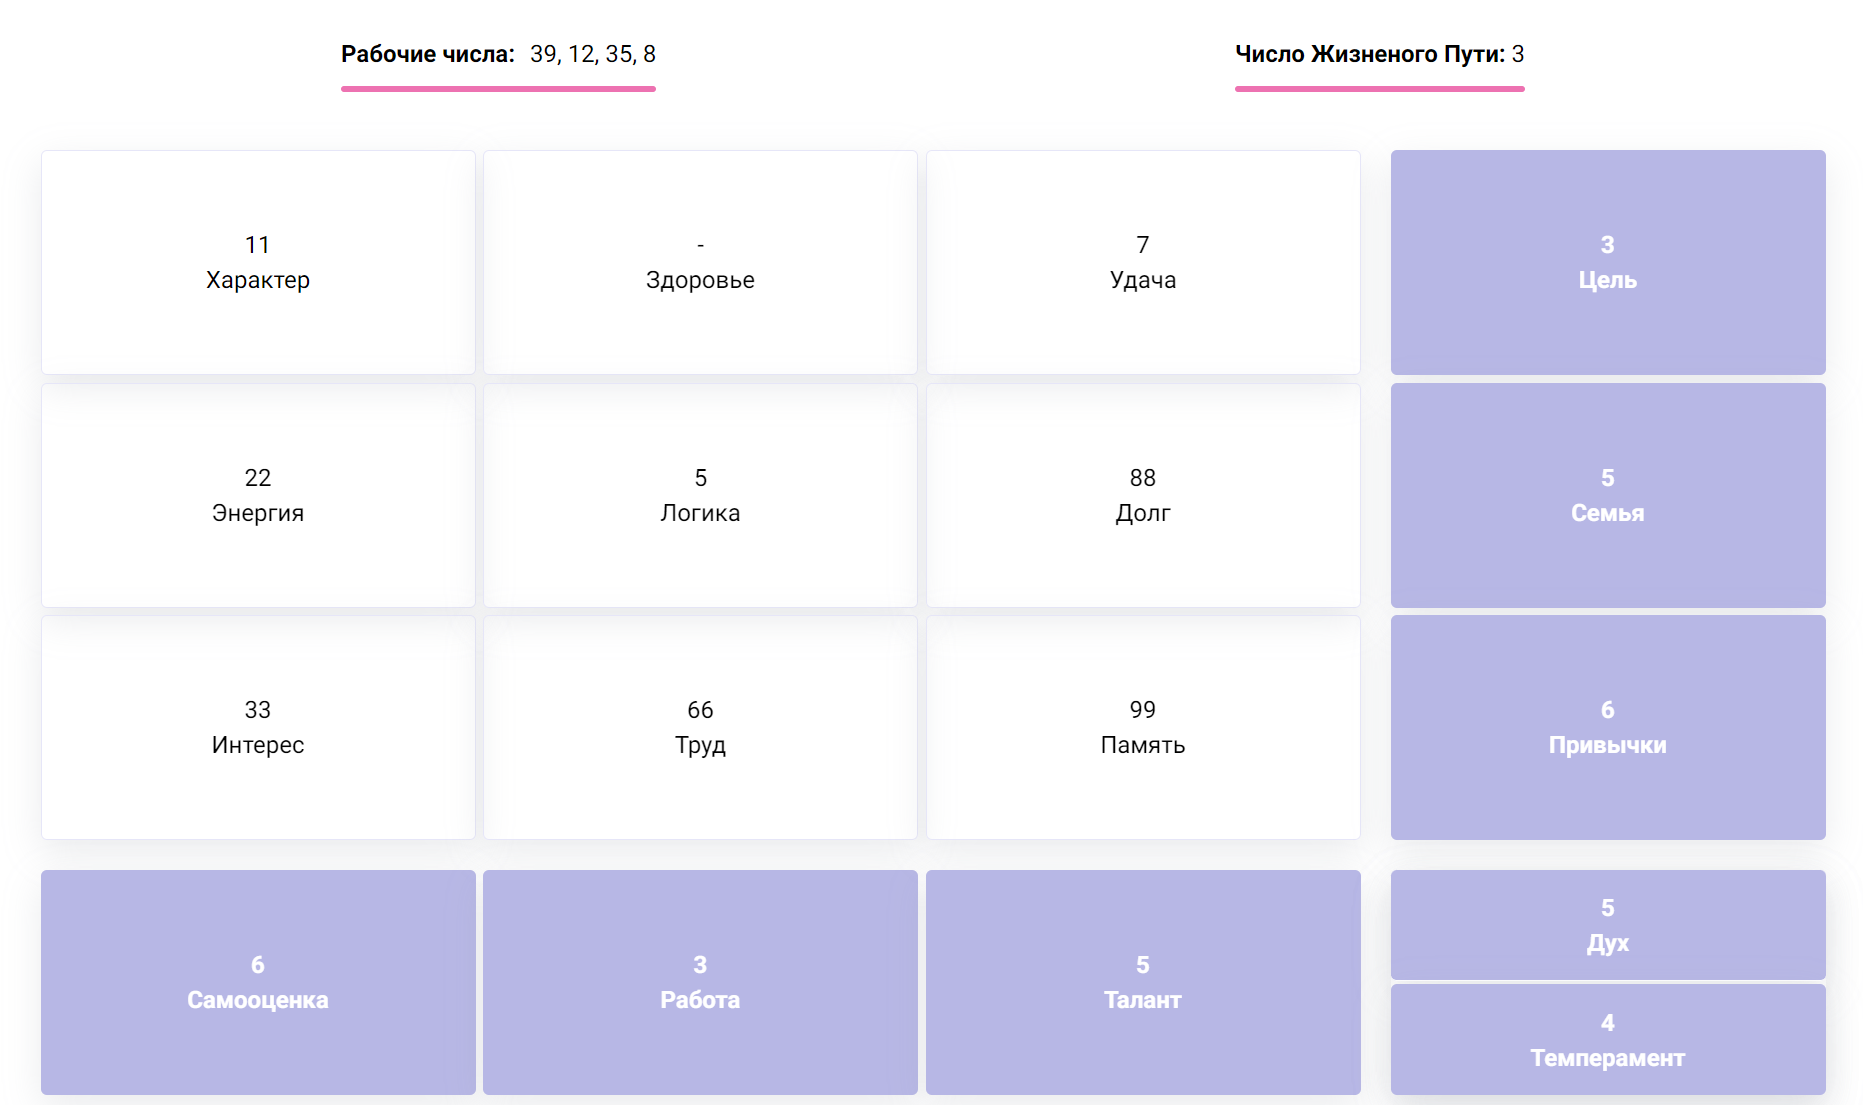 Рабочие числа: 39, 12, 35, 8
Число Жизненого Пути: 3
11
Характер
-
Здоровье
7
Удача
3
Цель
22
Энергия
5
Логика
88
Долг
5
Семья
33
Интерес
66
Труд
99
Память
6
Привычки
6
Самооценка
3
Работа
5
Талант
5
Дух
4
Темперамент